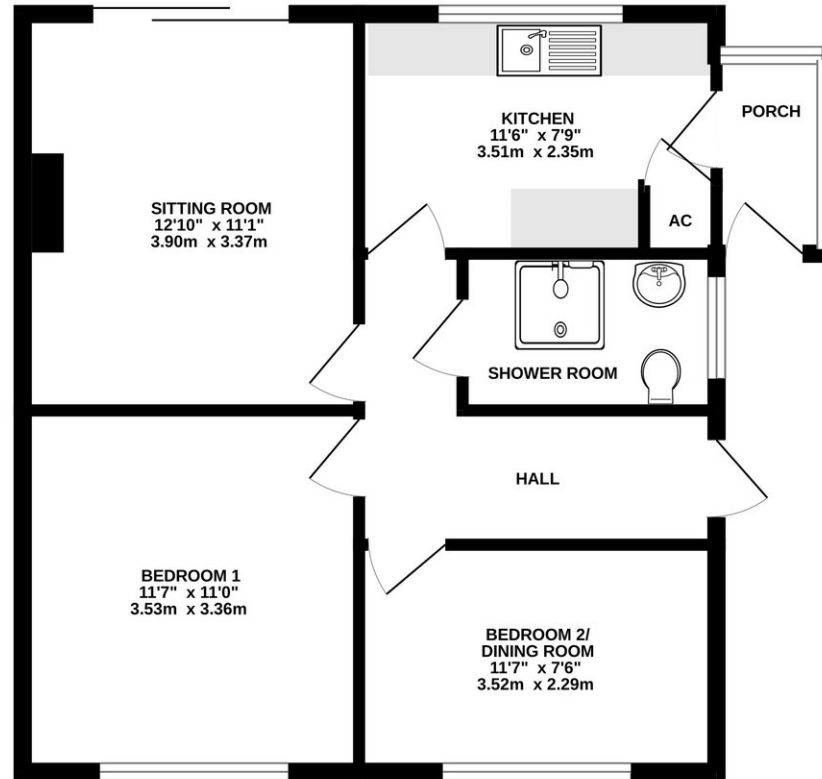 KITCHEN
11'6" x 7'9"
3.51m x 2.35m
PORCH
SITTING ROOM
12'10" x 11'1"
3.90m x 3.37m
AC
SHOWER ROOM
HALL
BEDROOM 1
11'7" x 11'0"
3.53m x 3.36m
BEDROOM 2/
DINING ROOM
11'7" x 7'6"
3.52m x 2.29m